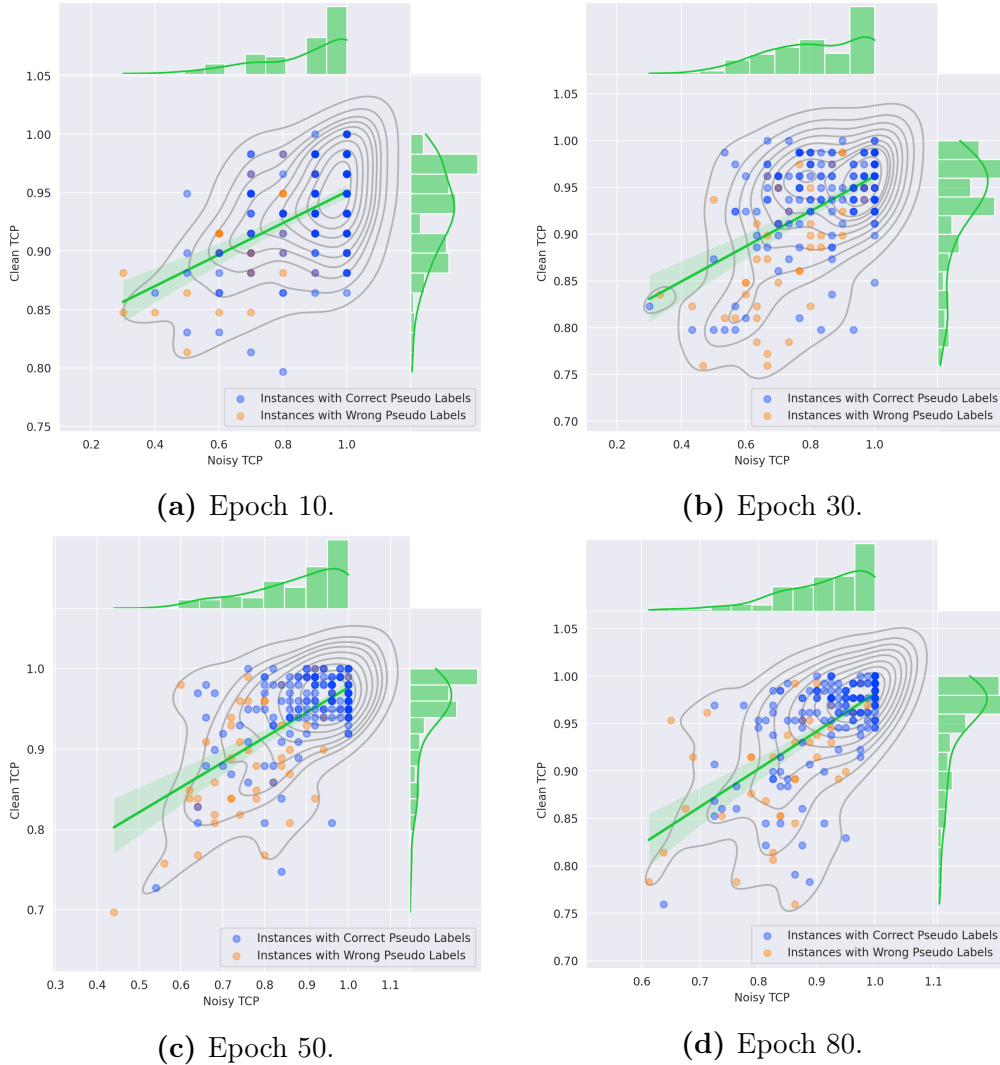 1.05
1.00
0.95
0.90
0.85
0.80
0.75
Clean TCP
Instances with Correct Pseudo Labels
Instances with Wrong Pseudo Labels
0.2 0.4 0.6 0.8 1.0
Noisy TCP
(a) Epoch 10.
1.05
1.00
0.95
0.90
0.85
0.80
0.75
0.70
Clean TCP
Instances with Correct Pseudo Labels
Instances with Wrong Pseudo Labels
0.2 0.4 0.6 0.8 1.0
Noisy TCP
(b) Epoch 30.
1.0
0.9
0.8
0.7
Clean TCP
Instances with Correct Pseudo Labels
Instances with Wrong Pseudo Labels
0.3 0.4 0.5 0.6 0.7 0.8 0.9 1.0 1.1
Noisy TCP
(c) Epoch 50.
1.05
1.00
0.95
0.90
0.85
0.80
0.75
0.70
Clean TCP
Instances with Correct Pseudo Labels
Instances with Wrong Pseudo Labels
0.6 0.7 0.8 0.9 1.0 1.1
Noisy TCP
(d) Epoch 80.